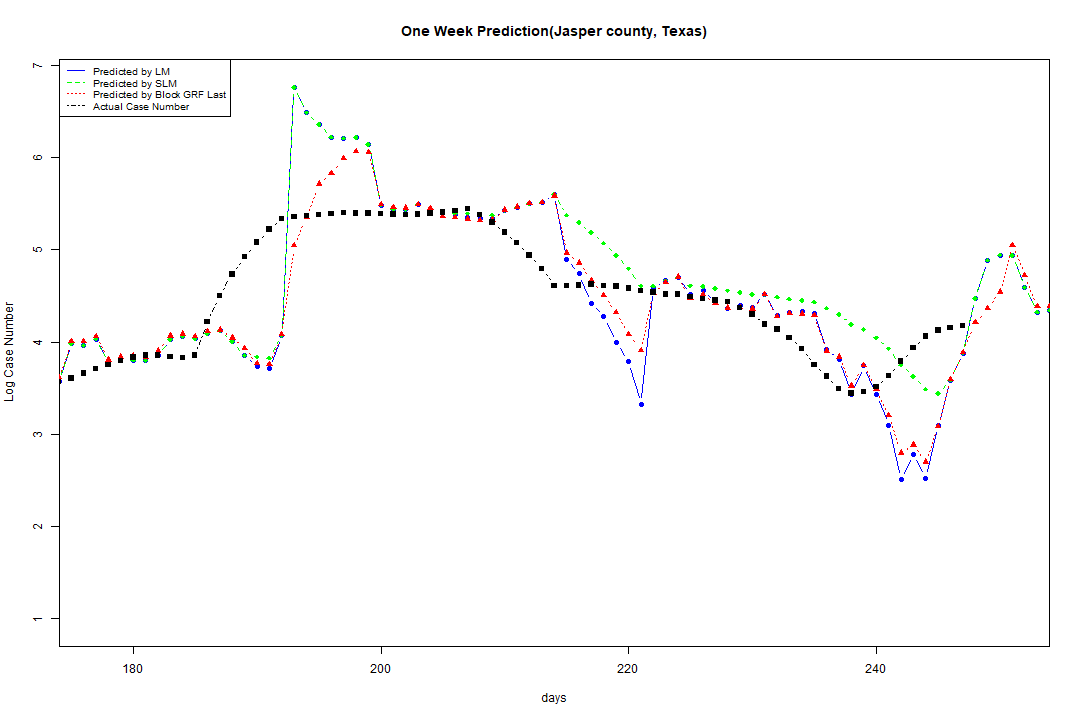 One Week Prediction(Jasper county, Texas)
Predicted by LM
Predicted by SLM
Predicted by Block GRF Last
Actual Case Number
7
6
5
4
3
2
1
Log Case Number
180 200 220 240
days